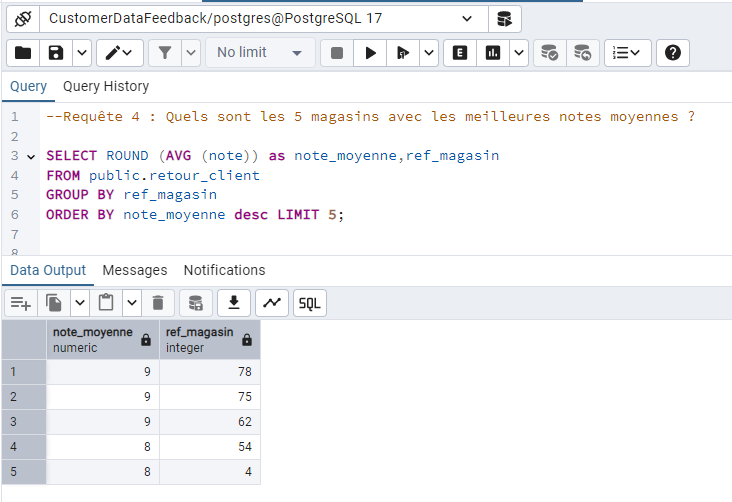 CustomerDataFeedback/postgres@PostgreSQL 17
No limit
E
Query Query History
1 --Requête 4 : Quels sont les 5 magasins avec les meilleures notes moyennes ?
2
3 SELECT ROUND (AVG (note)) as note_moyenne,ref_magasin
4 FROM public.retour_client
5 GROUP BY ref_magasin
6 ORDER BY note_moyenne desc LIMIT 5;
7
8
Data Output Messages Notifications
SQL
note_moyenne ref_magasin
numeric integer
1 9 78
2 9 75
3 9 62
4 8 54
5 8 4